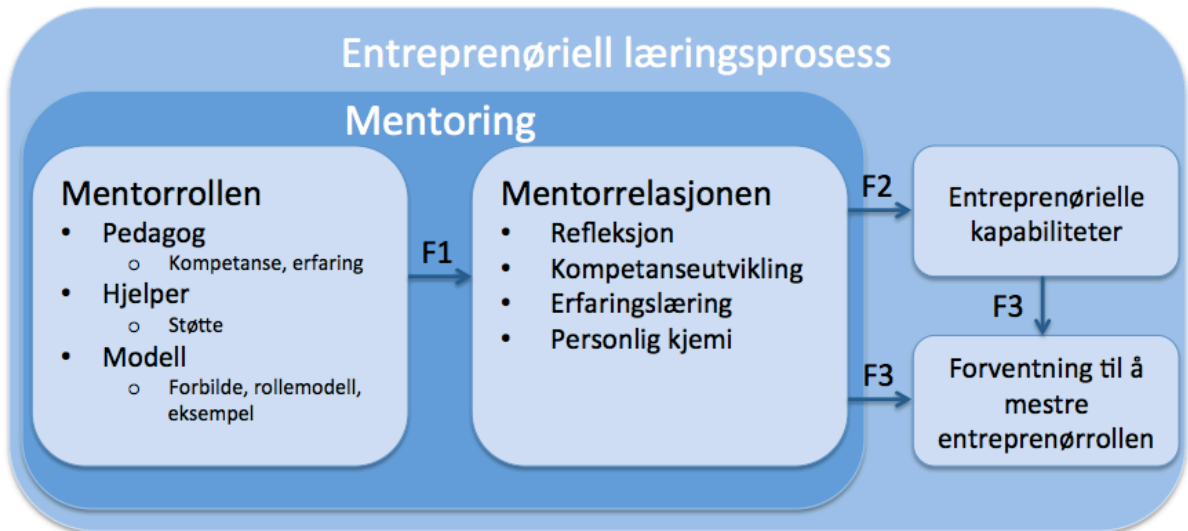 Entreprenøriell læringsprosess
Mentoring
Mentorrollen
• Pedagog
o Kompetanse, erfaring
• Hjelper
o Støtte
• Modell
o Forbilde, rollemodell,
eksempel
F1
Mentorrelasjonen
• Refleksjon
• Kompetanseutvikling
• Erfaringslæring
• Personlig kjemi
F2
Entreprenørielle
kapabiliteter
F3
F3
Forventning til å
mestre
entreprenørrollen